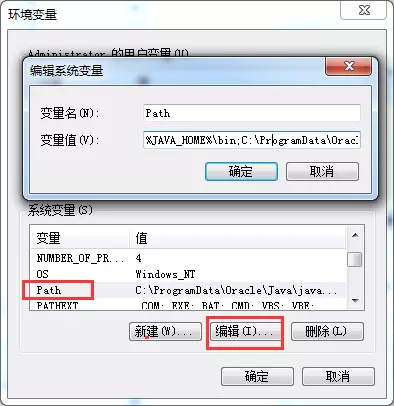 环境变量
Administrator 的用户变量(U)
编辑系统变量
变量名(N):
Path
变量值(V):
%JAVA_HOME%\bin;C:\ProgramData\Oracl
确定
取消
系统变量(S)
变量
值
NUMBER_OF_PR...
4
OS
Windows_NT
Path
C:\ProgramData\Oracle\Java\java...
PATHEXT
.COM;.EXE;.BAT;.CMD;.VBS;.VBE;
新建(W)...
编辑(I)...
删除(L)
确定
取消